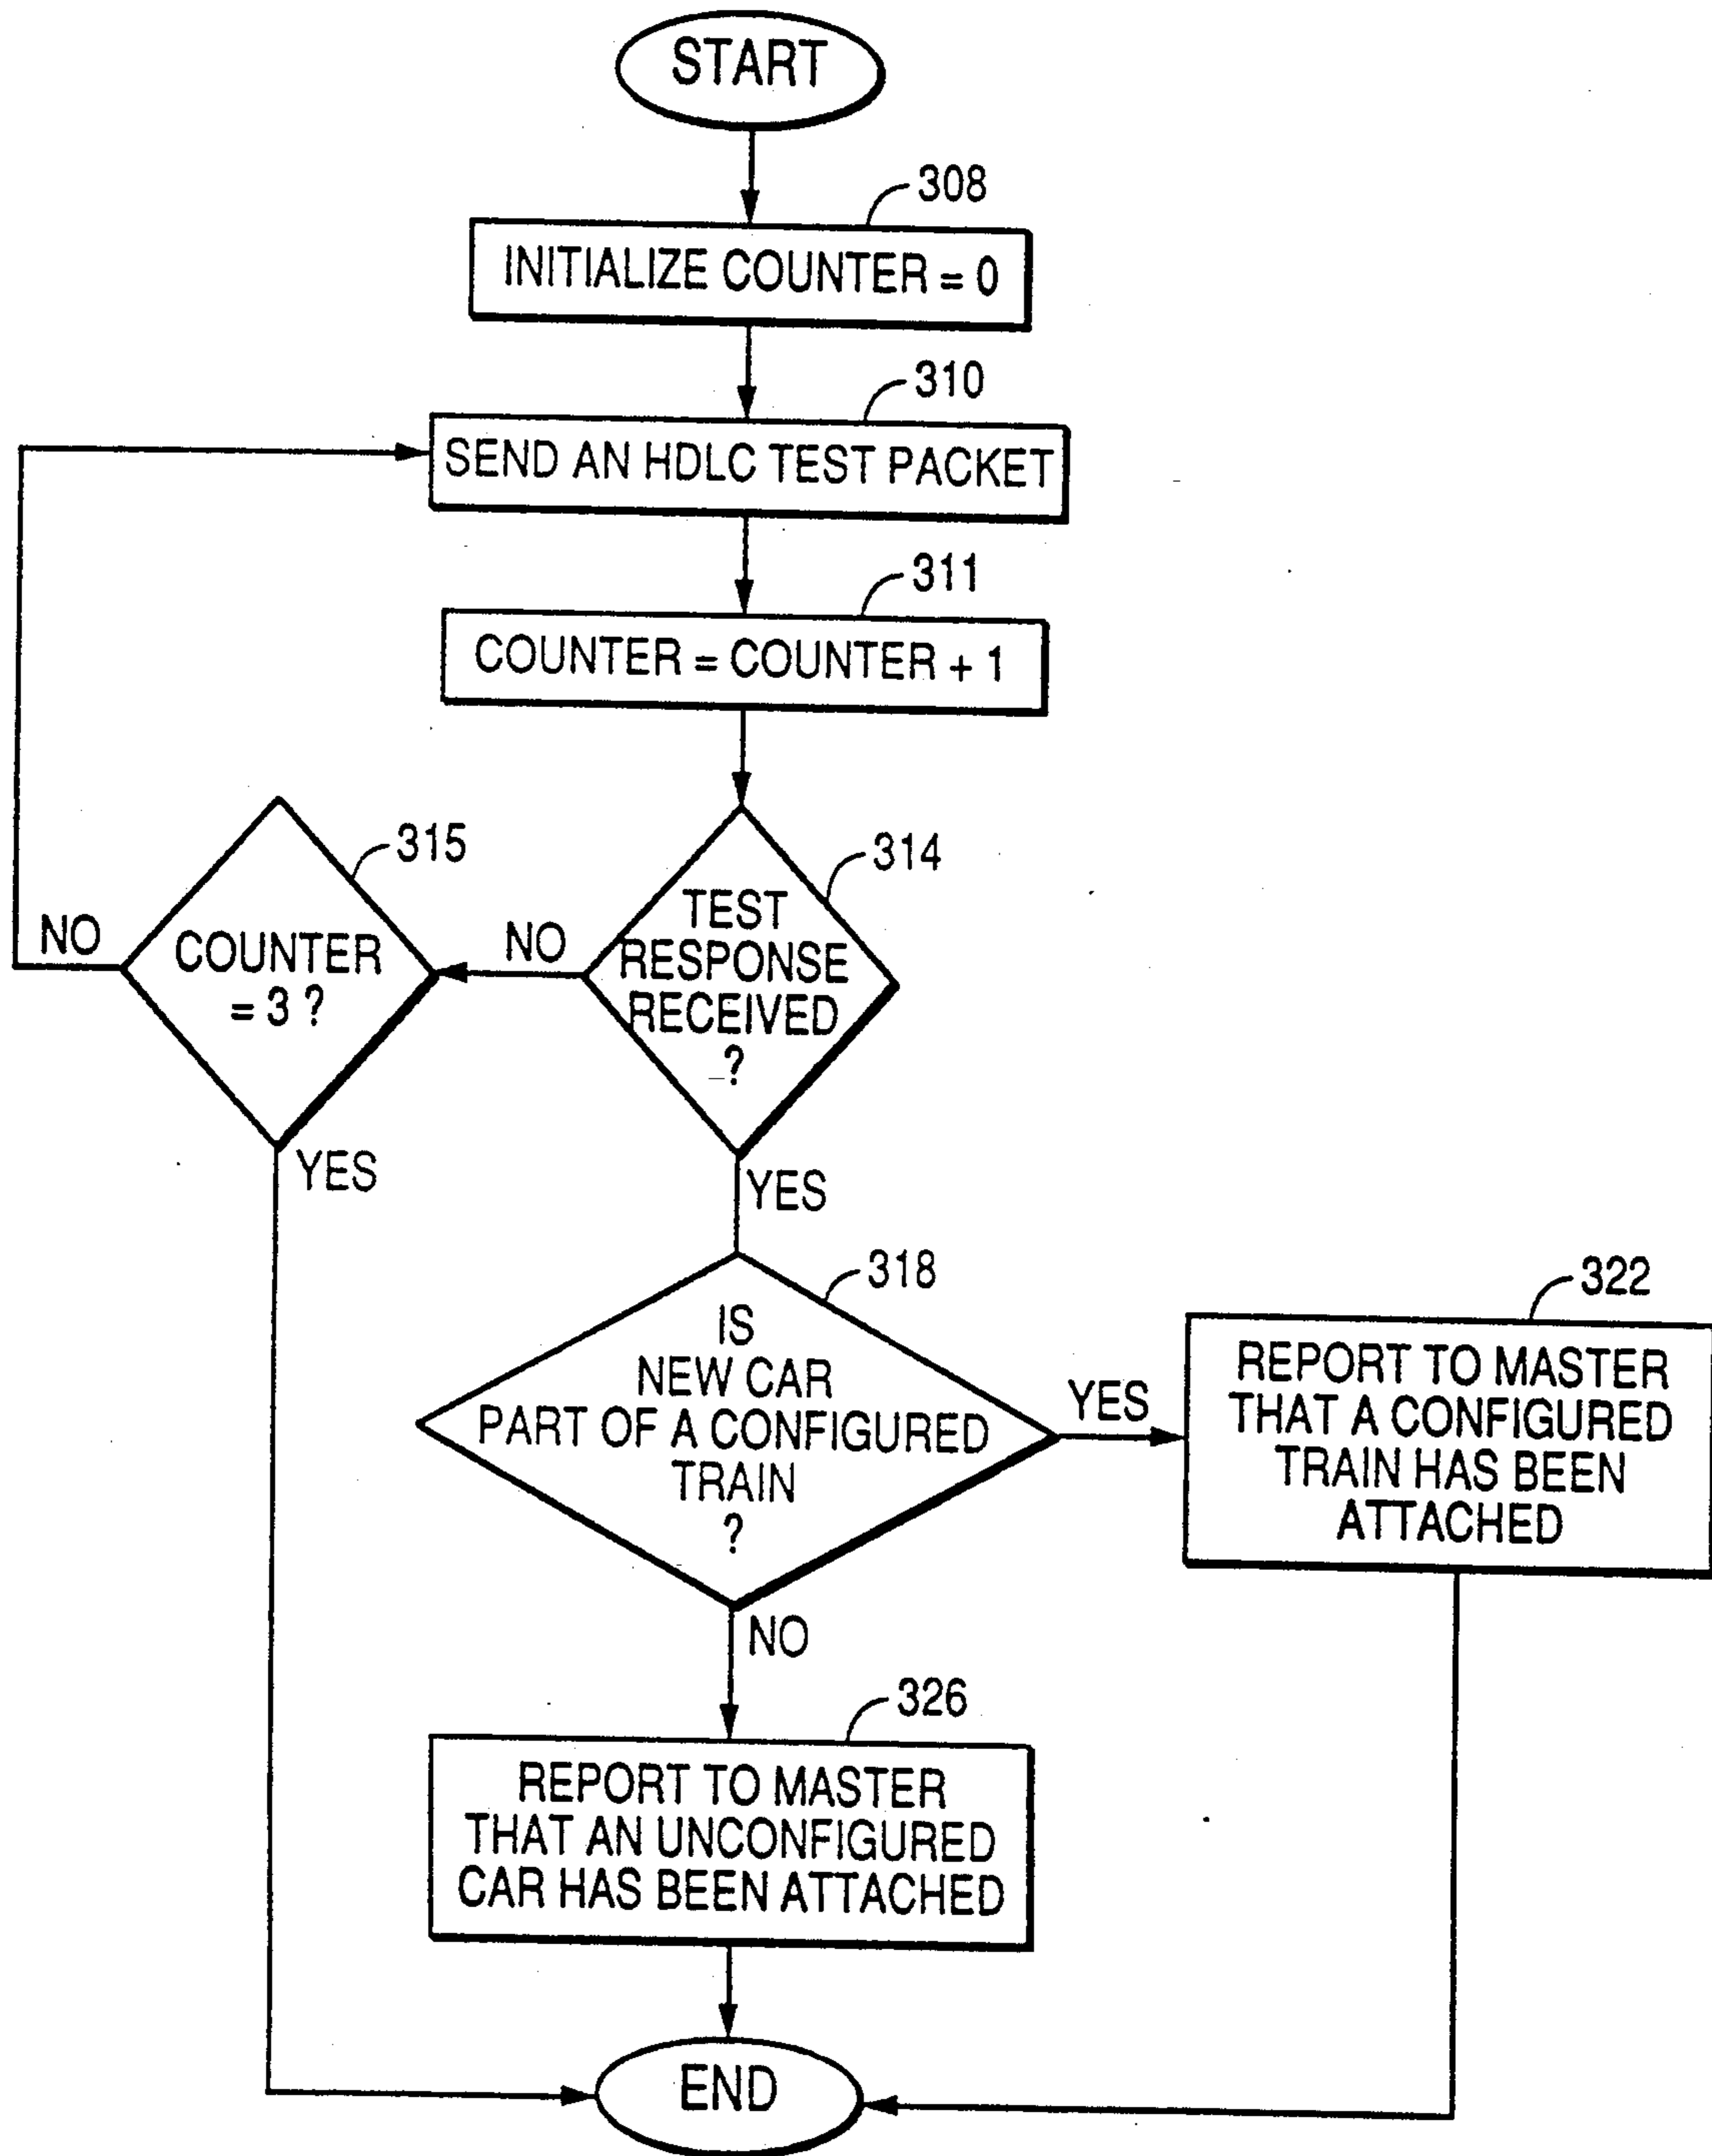 START
308
INITIALIZE COUNTER = 0
310
SEND AN HDLC TEST PACKET
311
COUNTER = COUNTER + 1
315
COUNTER
= 3 ?
NO
YES
314
TEST
RESPONSE
RECEIVED
?
NO
YES
318
IS
NEW CAR
PART OF A CONFIGURED
TRAIN
?
YES
NO
322
REPORT TO MASTER
THAT A CONFIGURED
TRAIN HAS BEEN
ATTACHED
326
REPORT TO MASTER
THAT AN UNCONFIGURED
CAR HAS BEEN ATTACHED
END